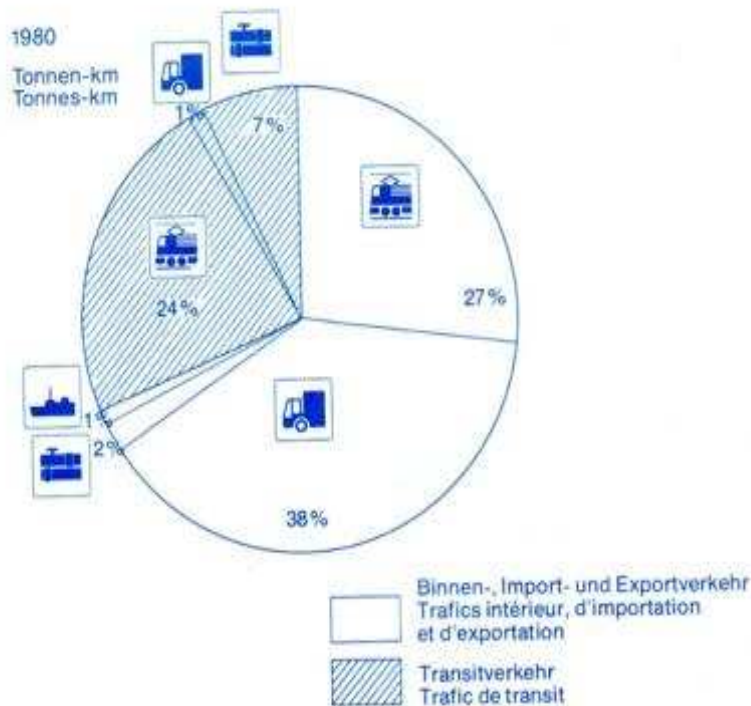 1980
Tonnen-km
Tonnes-km
1%
7%
27%
24%
1%
2%
38%
Binnen-, Import- und Exportverkehr
Trafics intérieur, d'importation
et d'exportation
Transitverkehr
Trafic de transit